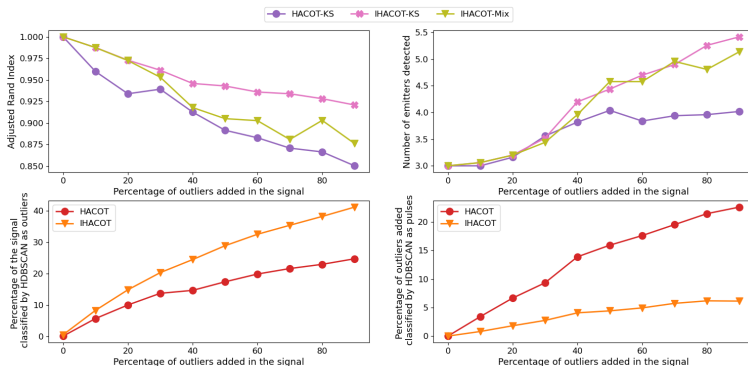 HACOT-KS IHACOT-KS IHACOT-Mix
Adjusted Rand Index
1.000
0.975
0.950
0.925
0.900
0.875
0.850
0 20 40 60 80
Percentage of outliers added in the signal
Number of emitters detected
5.5
5.0
4.5
4.0
3.5
3.0
0 20 40 60 80
Percentage of outliers added in the signal
Percentage of the signal
classified by HDBSCAN as outliers
HACOT
IHACOT
40
30
20
10
0
0 20 40 60 80
Percentage of outliers added in the signal
Percentage of outliers added
classified by HDBSCAN as pulses
HACOT
IHACOT
20
15
10
5
0
0 20 40 60 80
Percentage of outliers added in the signal